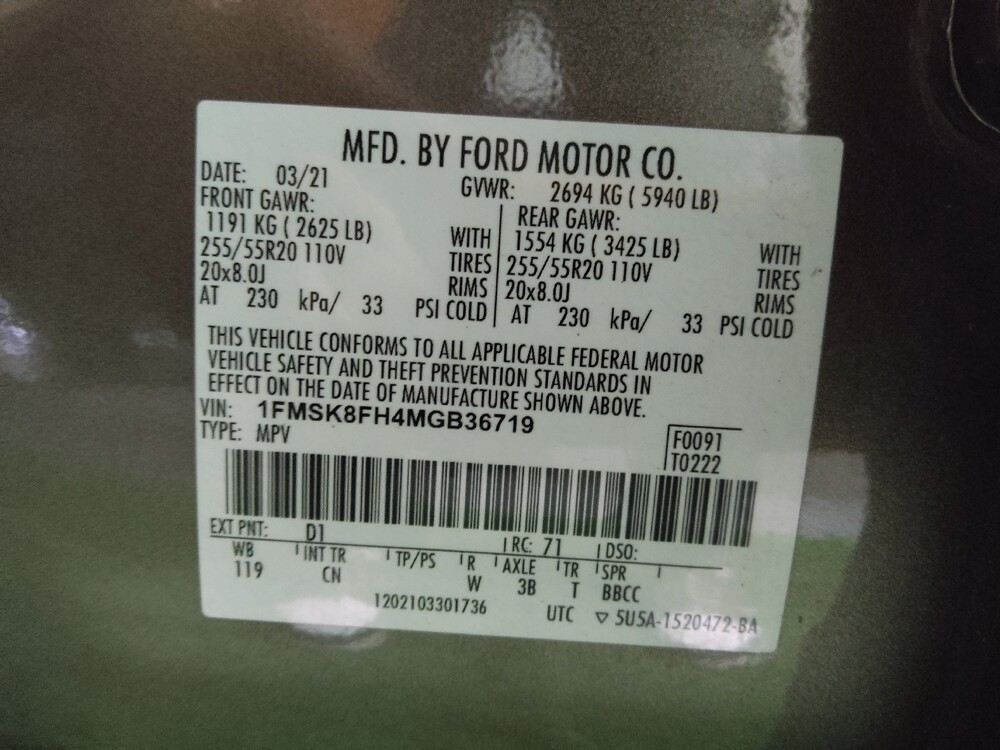 MFD. BY FORD MOTOR CO.
DATE: 03/21 GVWR: 2694 KG ( 5940 LB)
FRONT GAWR: REAR GAWR:
1191 KG ( 2625 LB) WITH 1554 KG ( 3425 LB) WITH
255/55R20 110V TIRES 255/55R20 110V TIRES
20x8.0J RIMS 20x8.0J RIMS
AT 230 kPa/ 33 PSI COLD AT 230 kPa/ 33 PSI COLD
THIS VEHICLE CONFORMS TO ALL APPLICABLE FEDERAL MOTOR
VEHICLE SAFETY AND THEFT PREVENTION STANDARDS IN
EFFECT ON THE DATE OF MANUFACTURE SHOWN ABOVE.
VIN: 1FMSK8FH4MGB36719
TYPE: MPV F0091
T0222
EXT PNT: D1 RC: 71 DSO:
WB INT TR TP/PS R AXLE TR SPR
119 CN W 3B T BBCC
1202103301736 UTC ▽ 5U5A-1520472-BA